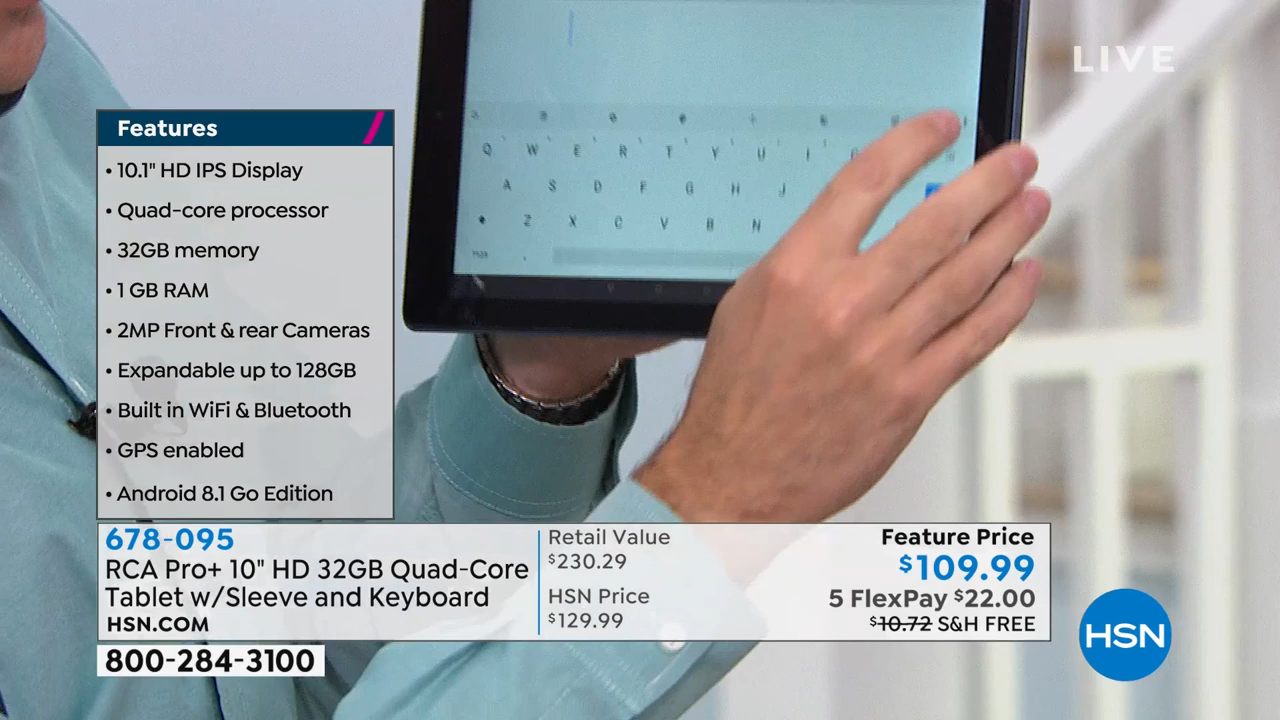 LIVE
Features
• 10.1" HD IPS Display
• Quad-core processor
• 32GB memory
• 1 GB RAM
• 2MP Front & rear Cameras
• Expandable up to 128GB
• Built in WiFi & Bluetooth
• GPS enabled
• Android 8.1 Go Edition
Q W E R T Y U I
A S D F G H J
Z X C V B N
678-095
RCA Pro+ 10" HD 32GB Quad-Core
Tablet w/Sleeve and Keyboard
HSN.COM
Retail Value
$230.29
HSN Price
$129.99
Feature Price
$109.99
5 FlexPay $22.00
$10.72 S&H FREE
800-284-3100
HSN